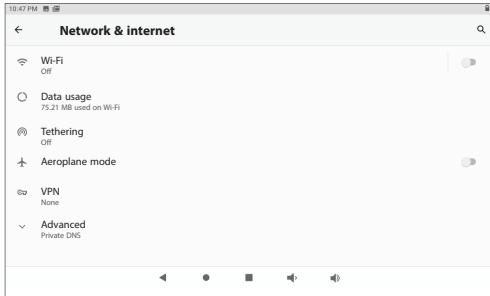 10:47 PM
Network & internet
Wi-Fi
Off
Data usage
75.21 MB used on Wi-Fi
Tethering
Off
Aeroplane mode
VPN
None
Advanced
Private DNS